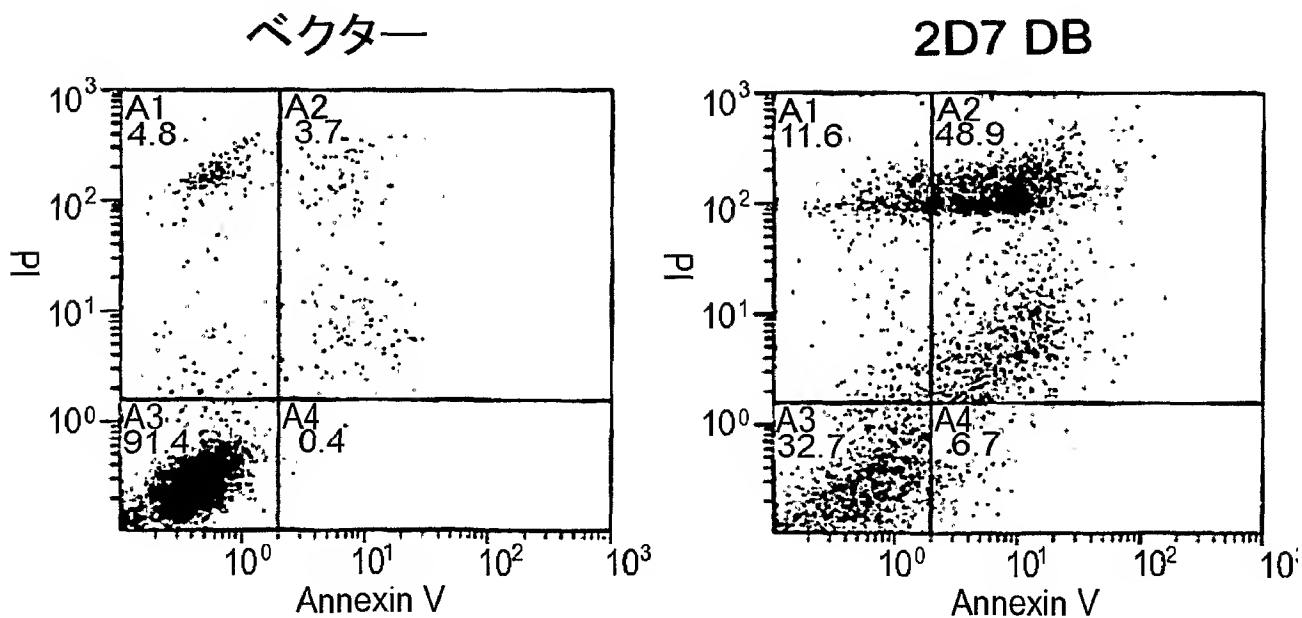 ベクター
2D7 DB
10³
10²
10¹
10⁰
PI
A1
4.8
A2
3.7
A3
91.4
A4
0.4
10⁰ 10¹ 10² 10³
Annexin V
10³
10²
10¹
10⁰
PI
A1
11.6
A2
48.9
A3
32.7
A4
6.7
10⁰ 10¹ 10² 10³
Annexin V